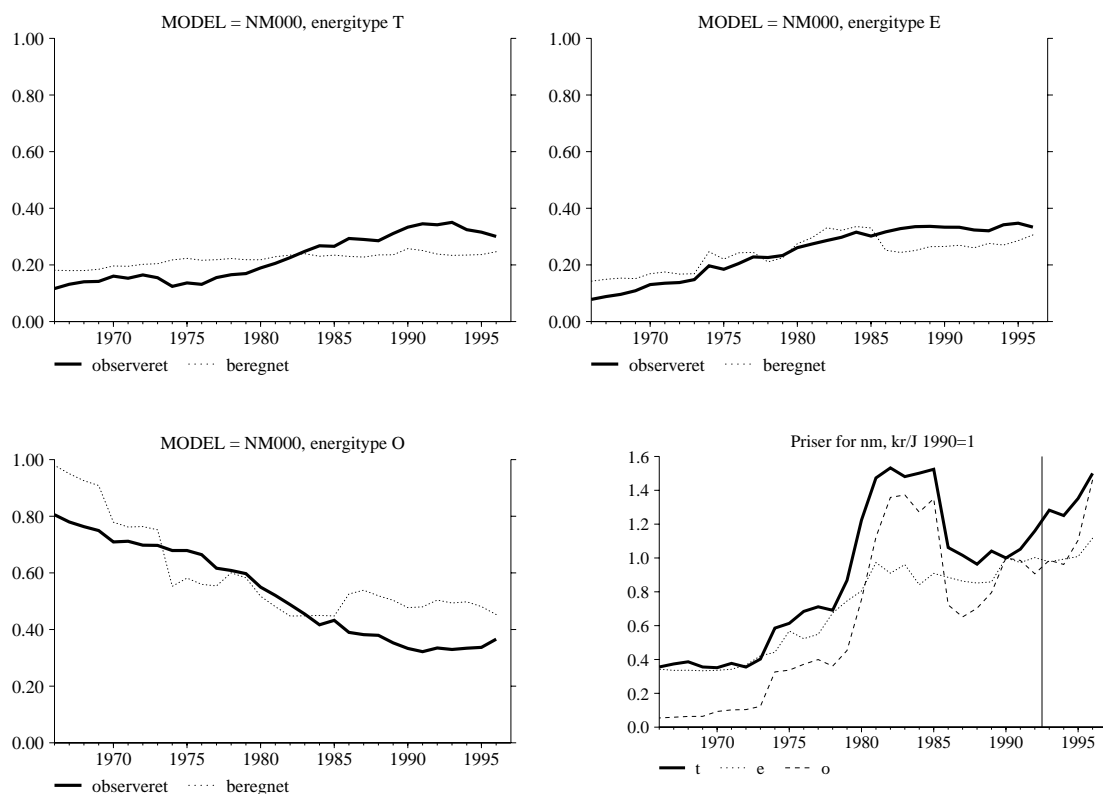 MODEL = NM000, energitype T
1.00
0.80
0.60
0.40
0.20
0.00
1970 1975 1980 1985 1990 1995
observeret beregnet
MODEL = NM000, energitype E
1.00
0.80
0.60
0.40
0.20
0.00
1970 1975 1980 1985 1990 1995
observeret beregnet
MODEL = NM000, energitype O
1.00
0.80
0.60
0.40
0.20
0.00
1970 1975 1980 1985 1990 1995
observeret beregnet
Priser for nm, kr/J 1990=1
1.6
1.4
1.2
1.0
0.8
0.6
0.4
0.2
0.0
1970 1975 1980 1985 1990 1995
t e o